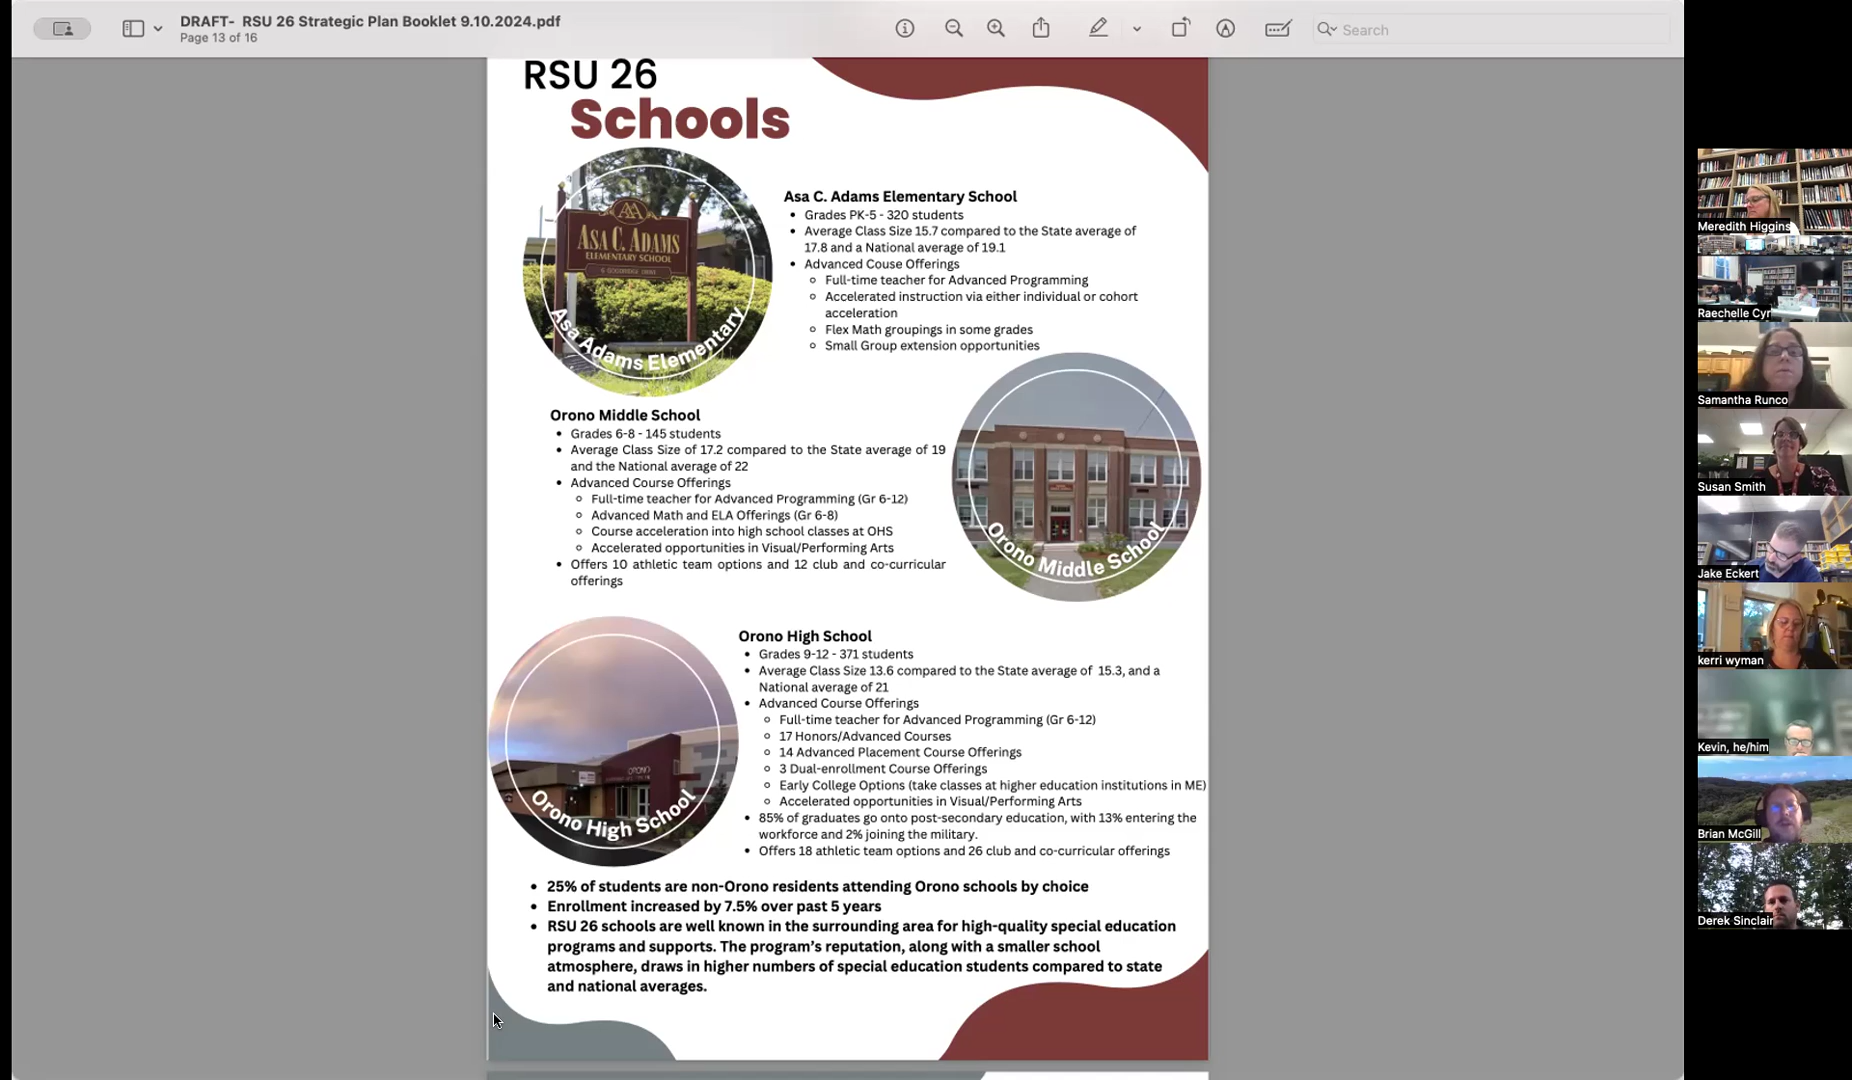 DRAFT- RSU 26 Strategic Plan Booklet 9.10.2024.pdf
Page 13 of 16
Search
RSU 26
Schools
ASA C. ADAMS
ELEMENTARY SCHOOL
6 GOODRIDGE DRIVE
Asa Adams Elementary
Asa C. Adams Elementary School
• Grades PK-5 - 320 students
• Average Class Size 15.7 compared to the State average of
17.8 and a National average of 19.1
• Advanced Couse Offerings
○ Full-time teacher for Advanced Programming
○ Accelerated instruction via either individual or cohort
acceleration
○ Flex Math groupings in some grades
○ Small Group extension opportunities
Orono Middle School
• Grades 6-8 - 145 students
• Average Class Size of 17.2 compared to the State average of 19
and the National average of 22
• Advanced Course Offerings
○ Full-time teacher for Advanced Programming (Gr 6-12)
○ Advanced Math and ELA Offerings (Gr 6-8)
○ Course acceleration into high school classes at OHS
○ Accelerated opportunities in Visual/Performing Arts
• Offers 10 athletic team options and 12 club and co-curricular
offerings
Orono Middle School
Orono High School
• Grades 9-12 - 371 students
• Average Class Size 13.6 compared to the State average of 15.3, and a
National average of 21
• Advanced Course Offerings
○ Full-time teacher for Advanced Programming (Gr 6-12)
○ 17 Honors/Advanced Courses
○ 14 Advanced Placement Course Offerings
○ 3 Dual-enrollment Course Offerings
○ Early College Options (take classes at higher education institutions in ME)
○ Accelerated opportunities in Visual/Performing Arts
• 85% of graduates go onto post-secondary education, with 13% entering the
workforce and 2% joining the military.
• Offers 18 athletic team options and 26 club and co-curricular offerings
ORONO
Orono High School
• 25% of students are non-Orono residents attending Orono schools by choice
• Enrollment increased by 7.5% over past 5 years
• RSU 26 schools are well known in the surrounding area for high-quality special education
programs and supports. The program's reputation, along with a smaller school
atmosphere, draws in higher numbers of special education students compared to state
and national averages.
Meredith Higgins
Raechelle Cyr
Samantha Runco
Susan Smith
Jake Eckert
kerri wyman
Kevin, he/him
Brian McGill
Derek Sinclair